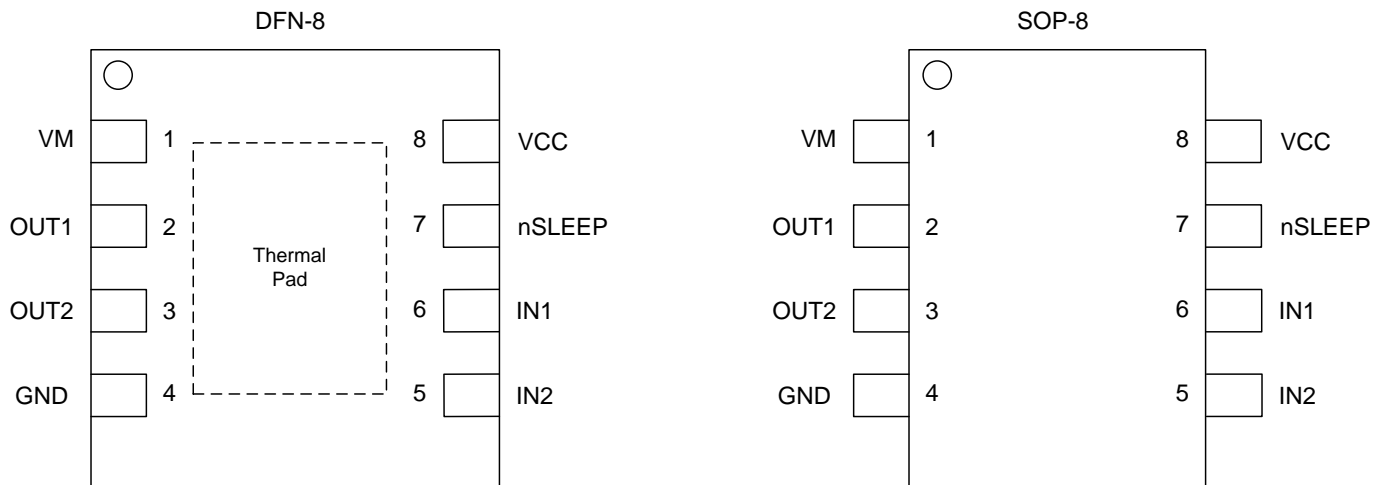 DFN-8
VM 1 8 VCC
OUT1 2 7 nSLEEP
Thermal
Pad
OUT2 3 6 IN1
GND 4 5 IN2
SOP-8
VM 1 8 VCC
OUT1 2 7 nSLEEP
OUT2 3 6 IN1
GND 4 5 IN2